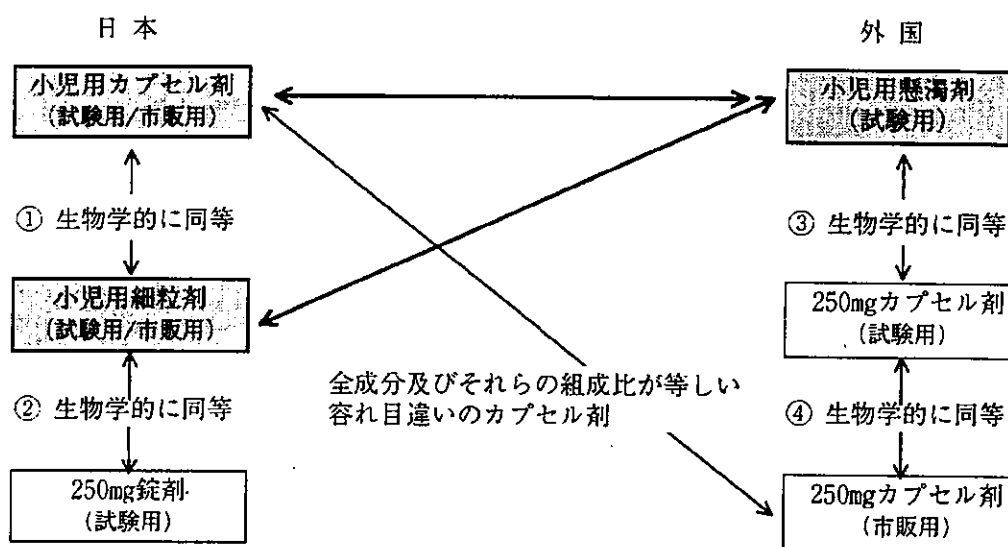 日本
外国
小児用カプセル剤
(試験用/市販用)
小児用懸濁剤
(試験用)
① 生物学的に同等
③ 生物学的に同等
小児用細粒剤
(試験用/市販用)
250mgカプセル剤
(試験用)
全成分及びそれらの組成比が等しい
容れ目違いのカプセル剤
② 生物学的に同等
④ 生物学的に同等
250mg錠剤
(試験用)
250mgカプセル剤
(市販用)